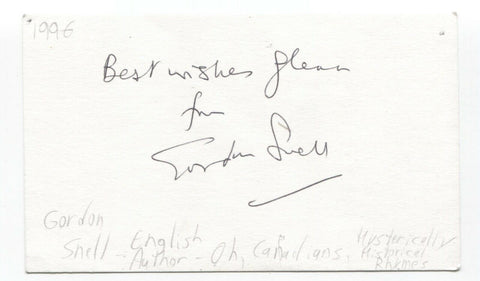 1996
Best wishes Glenn
from
Gordon Snell
Gordon
Snell - English
Author - Oh, Canadians, Hysterically
Historical
Rhymes